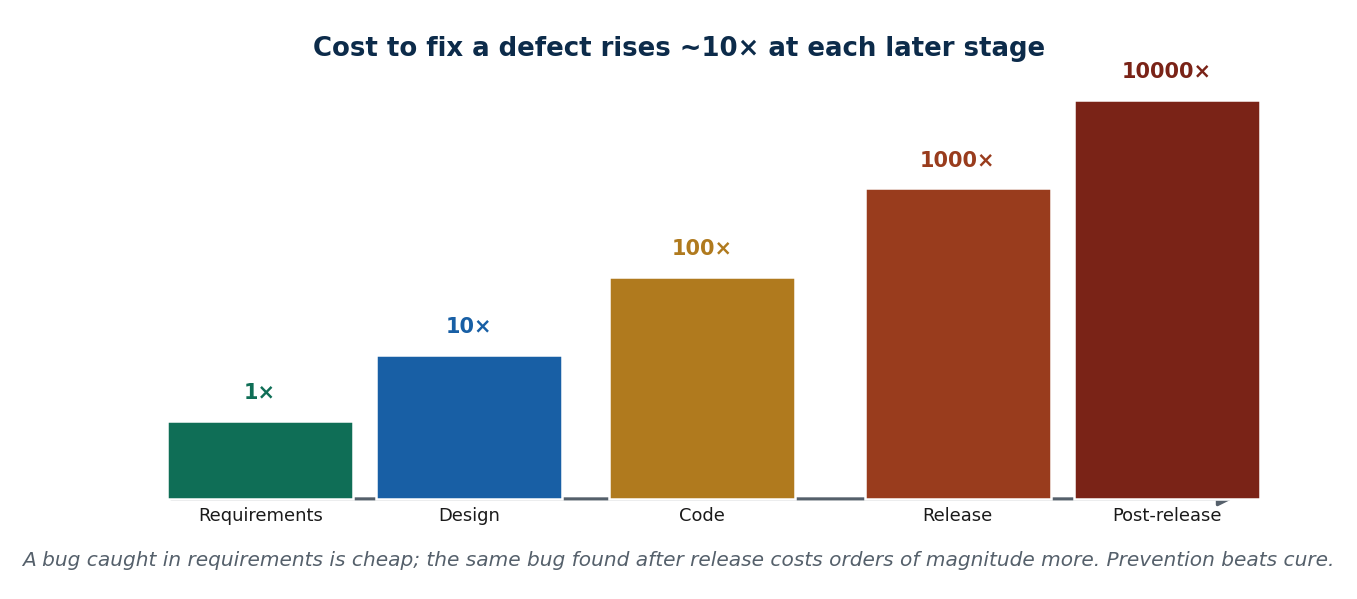 Cost to fix a defect rises ~10× at each later stage
10000×
1000×
100×
10×
1×
Requirements Design Code Release Post-release
A bug caught in requirements is cheap; the same bug found after release costs orders of magnitude more. Prevention beats cure.